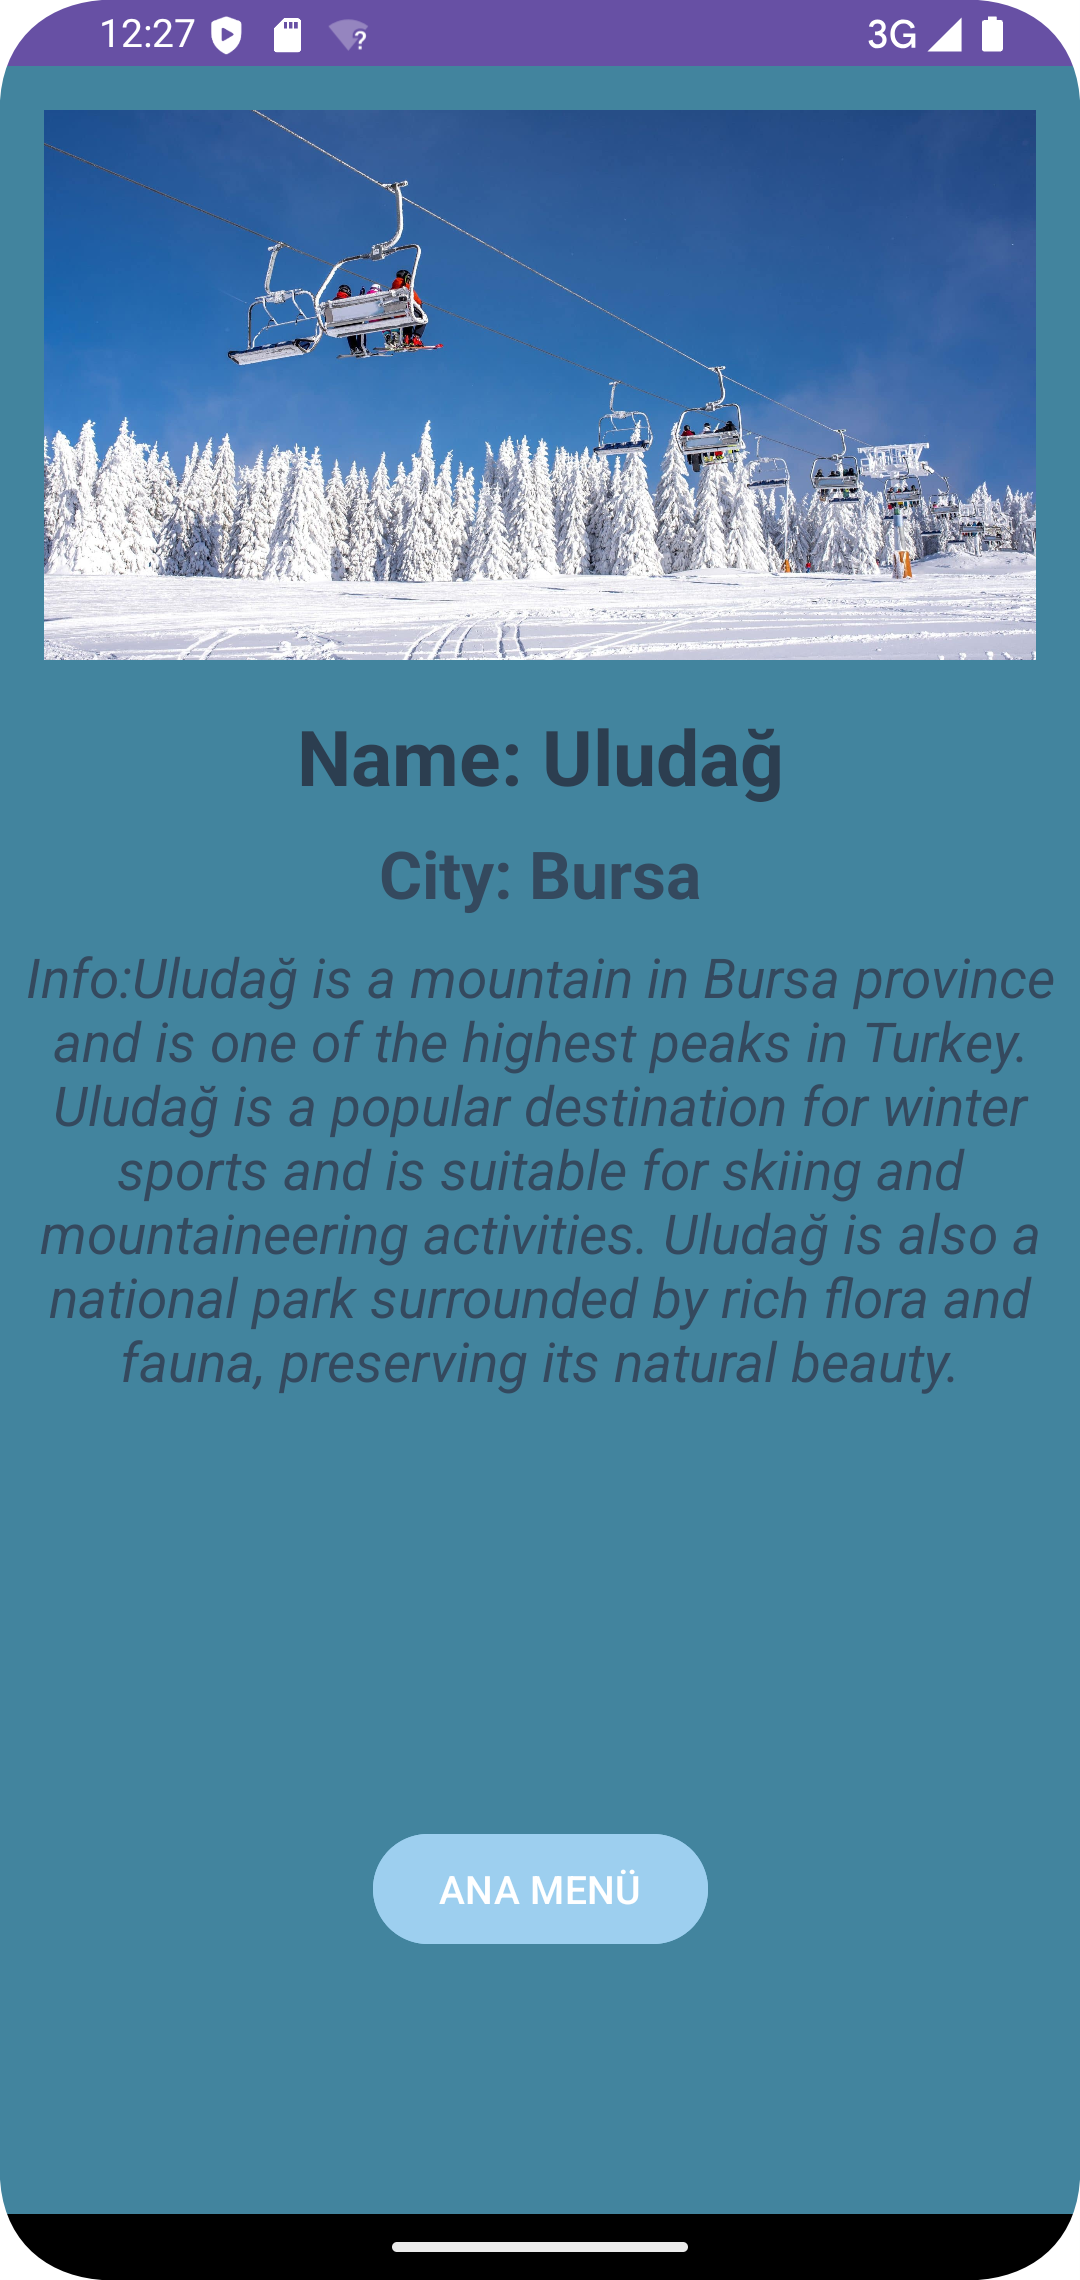 12:27
3G
Name: Uludağ
City: Bursa
Info:Uludağ is a mountain in Bursa province
and is one of the highest peaks in Turkey.
Uludağ is a popular destination for winter
sports and is suitable for skiing and
mountaineering activities. Uludağ is also a
national park surrounded by rich flora and
fauna, preserving its natural beauty.
ANA MENÜ